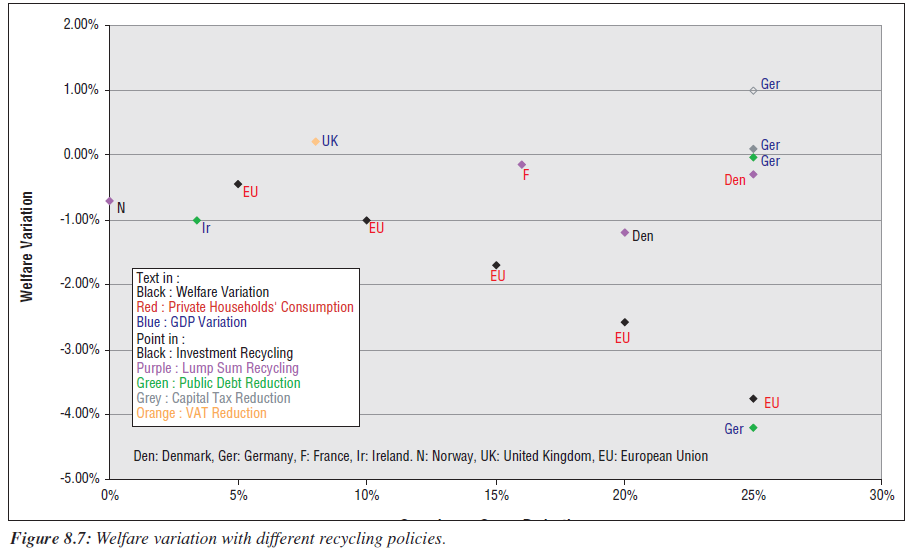 2.00%
1.00%
Ger
0.00%
UK
Ger
Ger
F
Den
EU
N
-1.00%
Ir
EU
Den
Welfare Variation
EU
-2.00%
Text in :
Black : Welfare Variation
Red : Private Households' Consumption
Blue : GDP Variation
Point in :
Black : Investment Recycling
Purple : Lump Sum Recycling
Green : Public Debt Reduction
Grey : Capital Tax Reduction
Orange : VAT Reduction
EU
-3.00%
EU
-4.00%
Ger
Den: Denmark, Ger: Germany, F: France, Ir: Ireland. N: Norway, UK: United Kingdom, EU: European Union
-5.00%
0% 5% 10% 15% 20% 25% 30%
Figure 8.7: Welfare variation with different recycling policies.